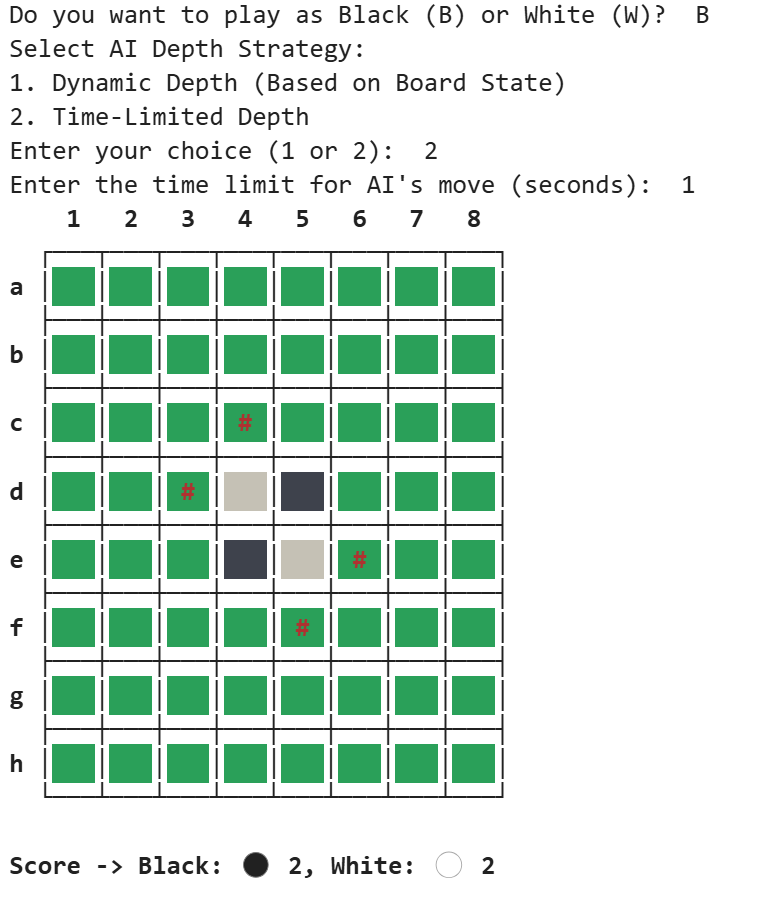 Do you want to play as Black (B) or White (W)?  B
Select AI Depth Strategy:
1. Dynamic Depth (Based on Board State)
2. Time-Limited Depth
Enter your choice (1 or 2):  2
Enter the time limit for AI's move (seconds):  1
1 2 3 4 5 6 7 8
a
b
c #
d #
e #
f #
g
h
Score -> Black: ⚫ 2, White: ⚪ 2